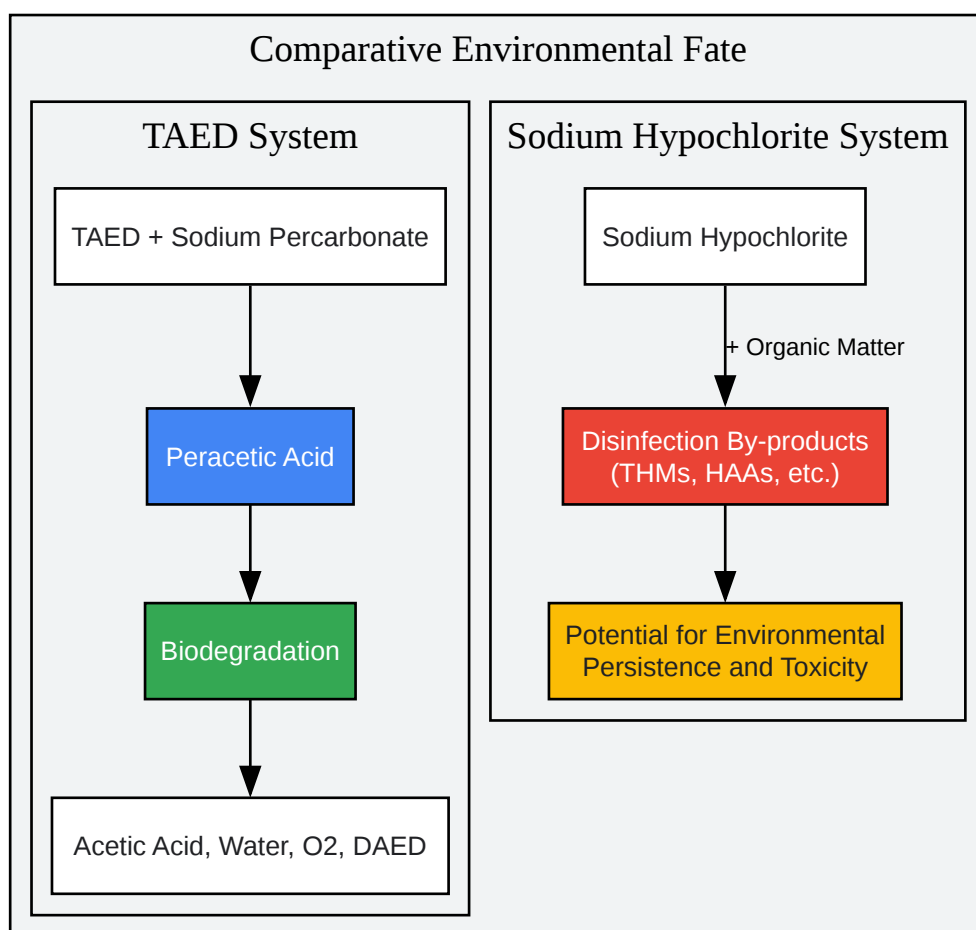 Comparative Environmental Fate
TAED System
TAED + Sodium Percarbonate
Peracetic Acid
Biodegradation
Acetic Acid, Water, O2, DAED
Sodium Hypochlorite System
Sodium Hypochlorite
+ Organic Matter
Disinfection By-products
(THMs, HAAs, etc.)
Potential for Environmental
Persistence and Toxicity